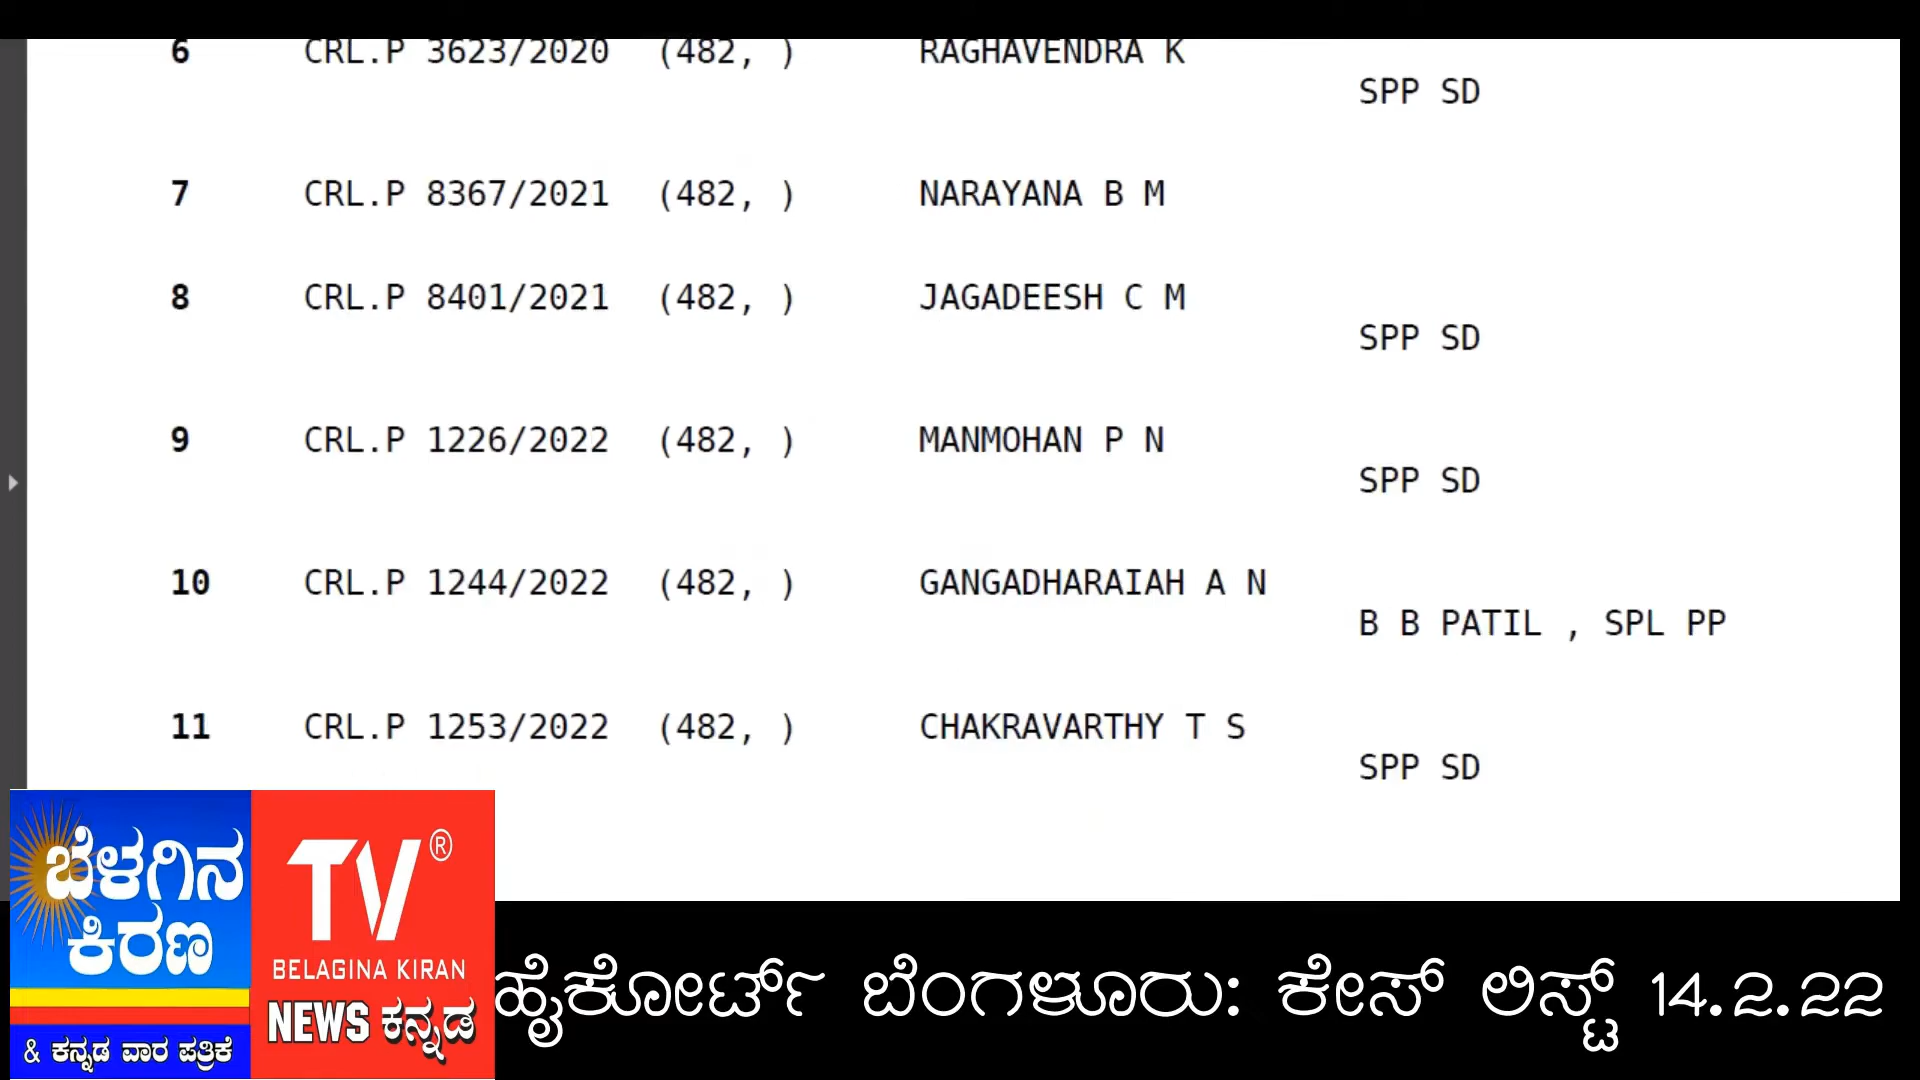 6 CRL.P 3623/2020 (482, ) RAGHAVENDRA K
SPP SD
7 CRL.P 8367/2021 (482, ) NARAYANA B M
8 CRL.P 8401/2021 (482, ) JAGADEESH C M
SPP SD
9 CRL.P 1226/2022 (482, ) MANMOHAN P N
SPP SD
10 CRL.P 1244/2022 (482, ) GANGADHARAIAH A N
B B PATIL , SPL PP
11 CRL.P 1253/2022 (482, ) CHAKRAVARTHY T S
SPP SD
ಬೆಳಗಿನ
ಕಿರಣ
& ಕನ್ನಡ ವಾರ ಪತ್ರಿಕೆ
TV®
BELAGINA KIRAN
NEWS ಕನ್ನಡ
ಹೈಕೋರ್ಟ್ ಬೆಂಗಳೂರು: ಕೇಸ್ ಲಿಸ್ಟ್ 14.2.22